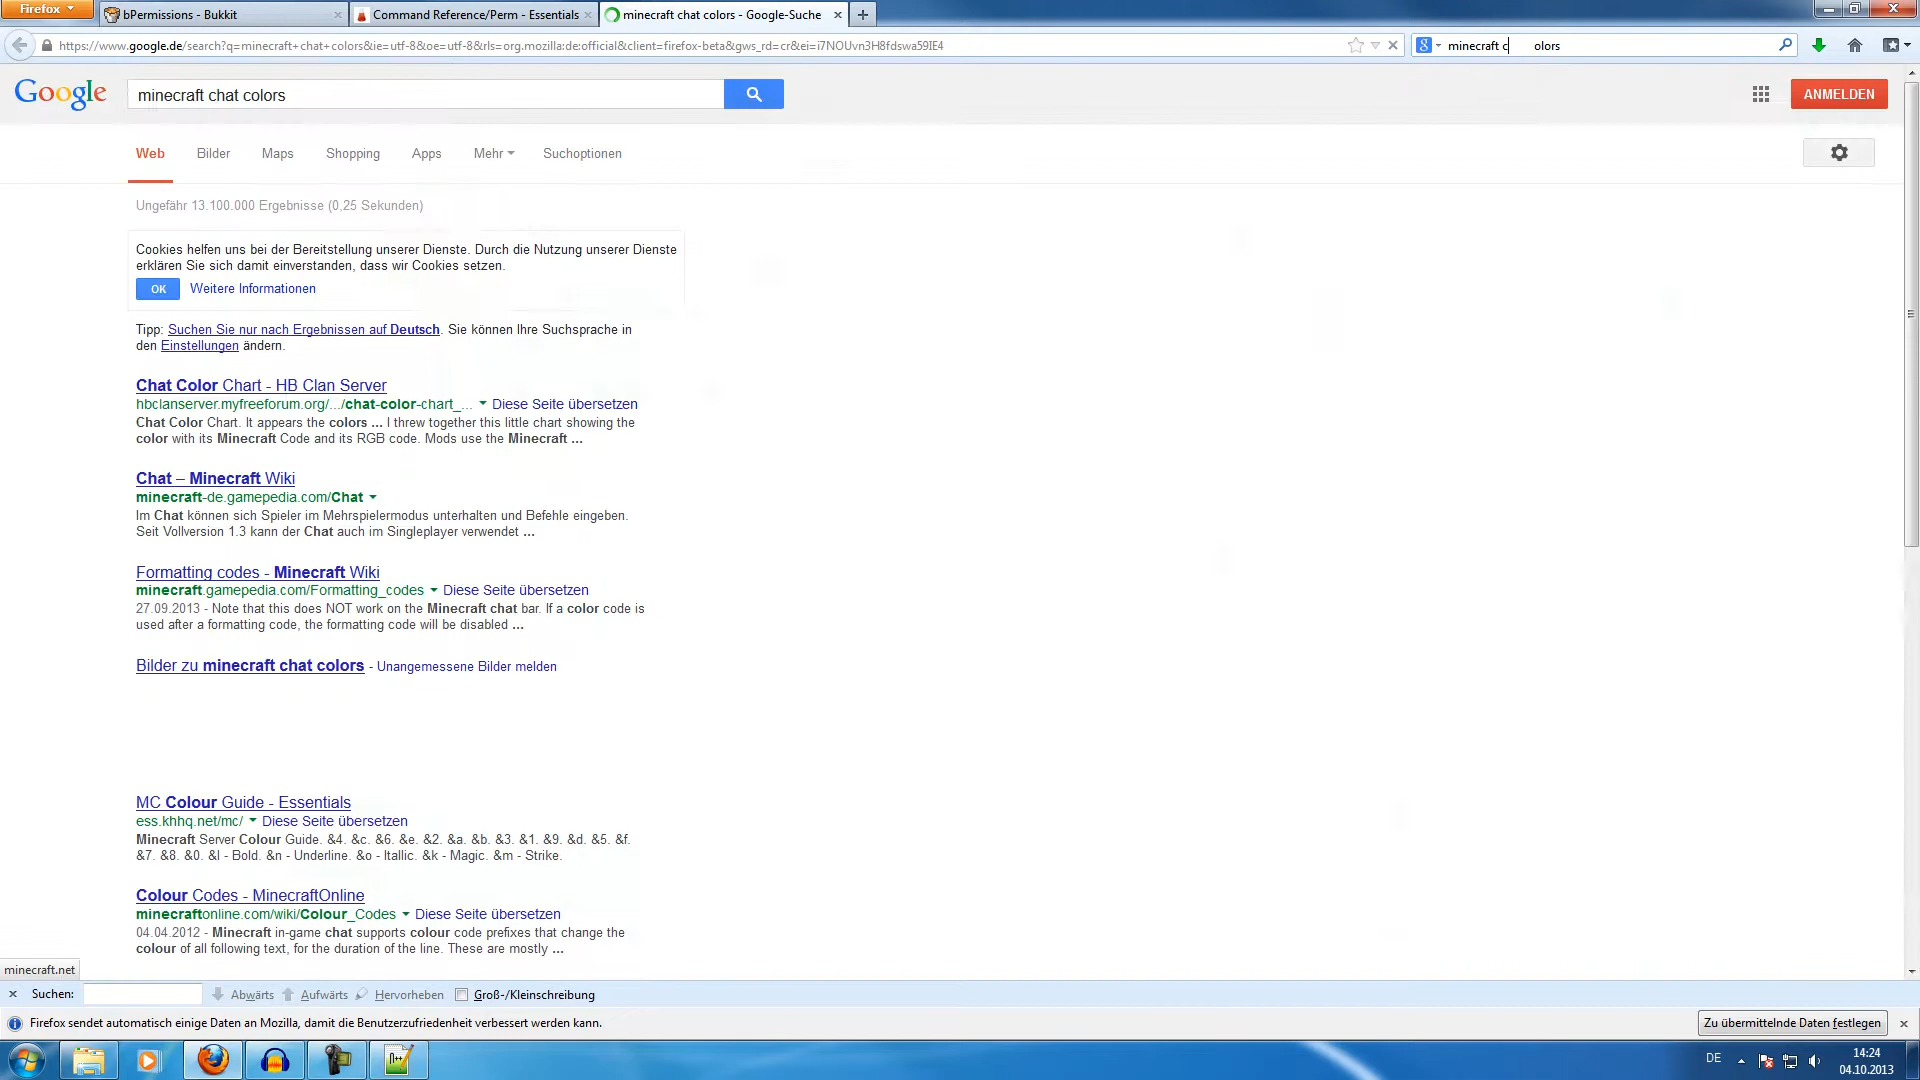 Firefox
bPermissions - Bukkit
Command Reference/Perm - Essentials
minecraft chat colors - Google-Suche
https://www.google.de/search?q=minecraft+chat+colors&ie=utf-8&oe=utf-8&rls=org.mozilla:de:official&client=firefox-beta&gws_rd=cr&ei=i7NOUvn3H8fdswa59IE4
minecraft c olors
Google
minecraft chat colors
ANMELDEN
Web
Bilder
Maps
Shopping
Apps
Mehr
Suchoptionen
Ungefähr 13.100.000 Ergebnisse (0,25 Sekunden)
Cookies helfen uns bei der Bereitstellung unserer Dienste. Durch die Nutzung unserer Dienste
erklären Sie sich damit einverstanden, dass wir Cookies setzen.
OK
Weitere Informationen
Tipp: Suchen Sie nur nach Ergebnissen auf Deutsch. Sie können Ihre Suchsprache in
den Einstellungen ändern.
Chat Color Chart - HB Clan Server
hbclanserver.myfreeforum.org/.../chat-color-chart_... Diese Seite übersetzen
Chat Color Chart. It appears the colors ... I threw together this little chart showing the
color with its Minecraft Code and its RGB code. Mods use the Minecraft ...
Chat – Minecraft Wiki
minecraft-de.gamepedia.com/Chat
Im Chat können sich Spieler im Mehrspielermodus unterhalten und Befehle eingeben.
Seit Vollversion 1.3 kann der Chat auch im Singleplayer verwendet ...
Formatting codes - Minecraft Wiki
minecraft.gamepedia.com/Formatting_codes Diese Seite übersetzen
27.09.2013 - Note that this does NOT work on the Minecraft chat bar. If a color code is
used after a formatting code, the formatting code will be disabled ...
Bilder zu minecraft chat colors - Unangemessene Bilder melden
MC Colour Guide - Essentials
ess.khhq.net/mc/ Diese Seite übersetzen
Minecraft Server Colour Guide. &4. &c. &6. &e. &2. &a. &b. &3. &1. &9. &d. &5. &f.
&7. &8. &0. &l - Bold. &n - Underline. &o - Itallic. &k - Magic. &m - Strike.
Colour Codes - MinecraftOnline
minecraftonline.com/wiki/Colour_Codes Diese Seite übersetzen
04.04.2012 - Minecraft in-game chat supports colour code prefixes that change the
colour of all following text, for the duration of the line. These are mostly ...
minecraft.net
Suchen:
Abwärts
Aufwärts
Hervorheben
Groß-/Kleinschreibung
Firefox sendet automatisch einige Daten an Mozilla, damit die Benutzerzufriedenheit verbessert werden kann.
Zu übermittelnde Daten festlegen
DE
14:24
04.10.2013